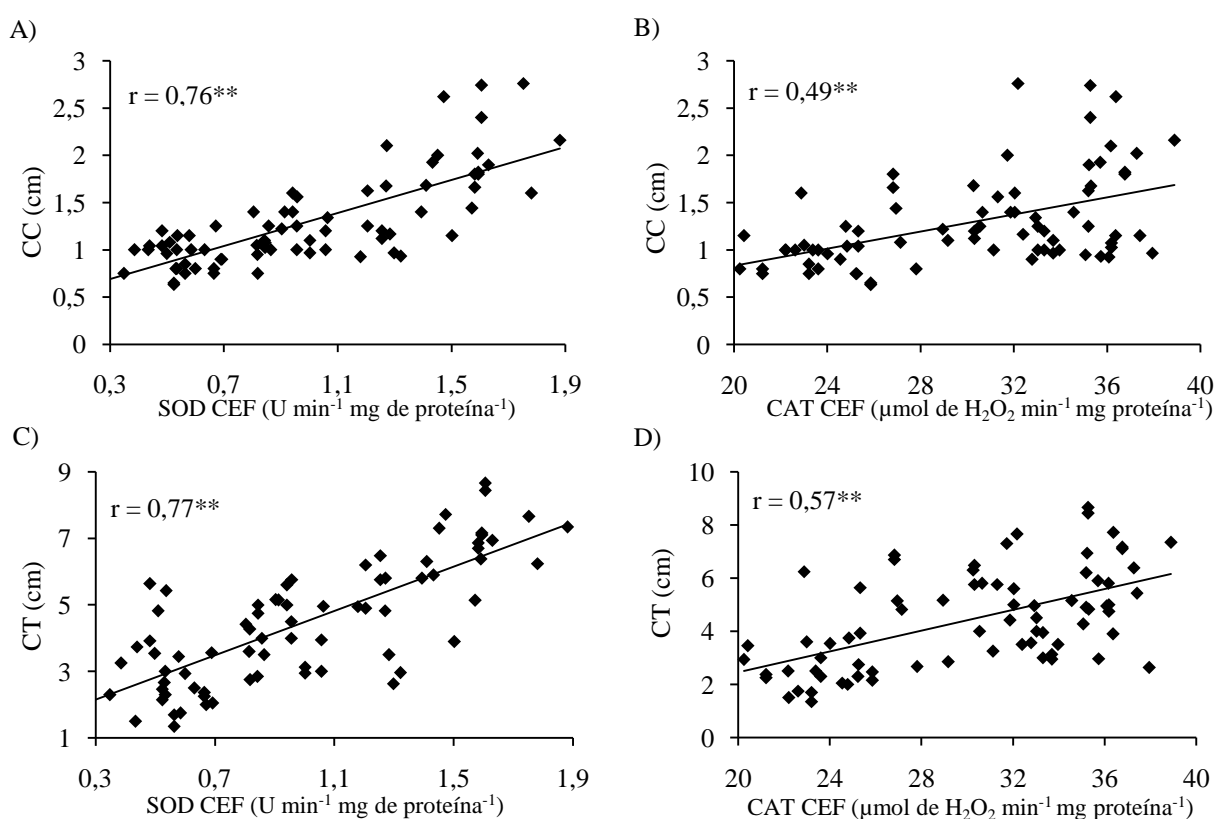 A)
3
2,5
2
1,5
1
0,5
0
CC (cm)
r = 0,76**
0,3 0,7 1,1 1,5 1,9
SOD CEF (U min⁻¹ mg de proteína⁻¹)
B)
3
2,5
2
1,5
1
0,5
0
CC (cm)
r = 0,49**
20 24 28 32 36 40
CAT CEF (µmol de H₂O₂ min⁻¹ mg proteína⁻¹)
C)
9
7
5
3
1
CT (cm)
r = 0,77**
0,3 0,7 1,1 1,5 1,9
SOD CEF (U min⁻¹ mg de proteína⁻¹)
D)
10
8
6
4
2
0
CT (cm)
r = 0,57**
20 24 28 32 36 40
CAT CEF (µmol de H₂O₂ min⁻¹ mg proteína⁻¹)